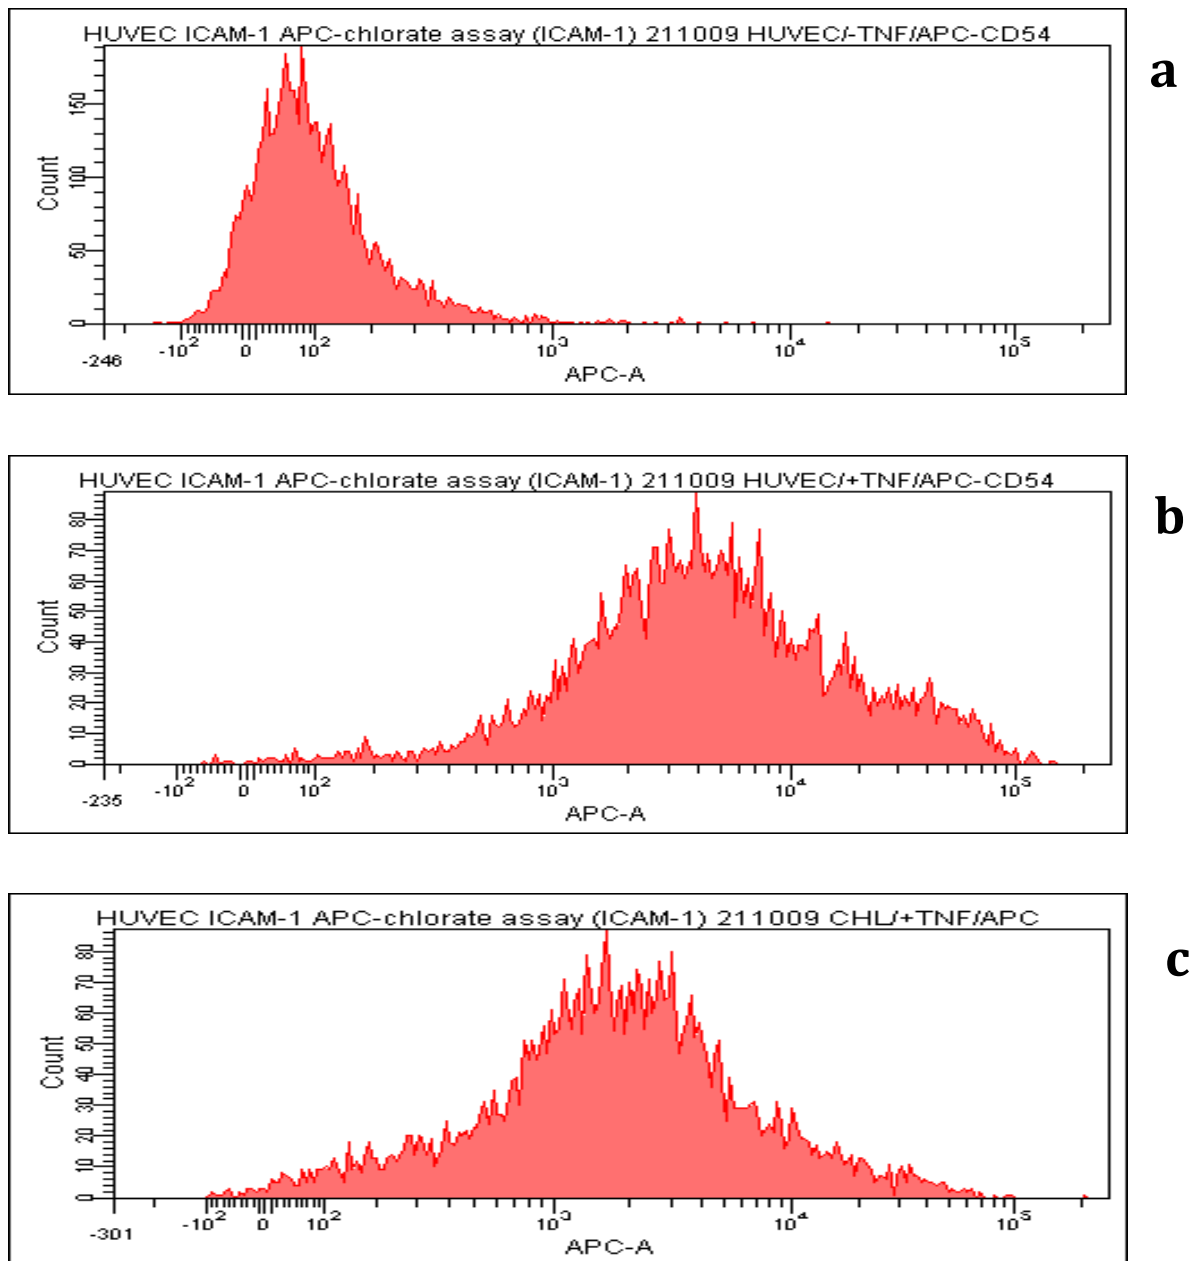 HUVEC ICAM-1 APC-chlorate assay (ICAM-1) 211009 HUVEC/-TNF/APC-CD54
a
Count
150
100
50
0
-246
-10² 0 10² 10³ 10⁴ 10⁵
APC-A
HUVEC ICAM-1 APC-chlorate assay (ICAM-1) 211009 HUVEC/+TNF/APC-CD54
b
Count
80
70
60
50
40
30
20
10
0
-235
-10² 0 10² 10³ 10⁴ 10⁵
APC-A
HUVEC ICAM-1 APC-chlorate assay (ICAM-1) 211009 CHL/+TNF/APC
c
Count
80
70
60
50
40
30
20
10
0
-301
-10² 0 10² 10³ 10⁴ 10⁵
APC-A